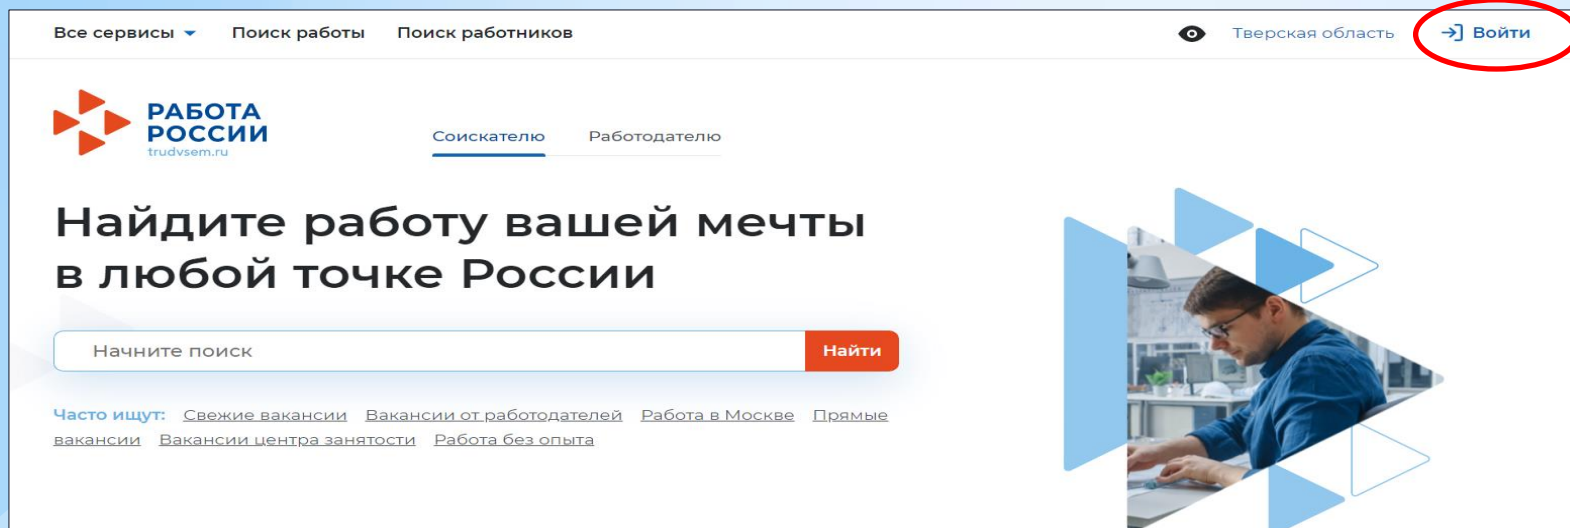 Все сервисы Поиск работы Поиск работников Тверская область Войти
РАБОТА
РОССИИ
trudvsem.ru
Соискателю Работодателю
Найдите работу вашей мечты
в любой точке России
Начните поиск Найти
Часто ищут: Свежие вакансии Вакансии от работодателей Работа в Москве Прямые
вакансии Вакансии центра занятости Работа без опыта